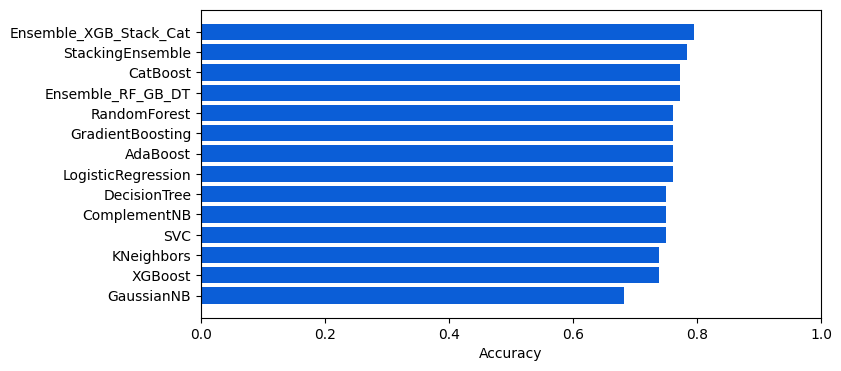 Ensemble_XGB_Stack_Cat
StackingEnsemble
CatBoost
Ensemble_RF_GB_DT
RandomForest
GradientBoosting
AdaBoost
LogisticRegression
DecisionTree
ComplementNB
SVC
KNeighbors
XGBoost
GaussianNB
0.0 0.2 0.4 0.6 0.8 1.0
Accuracy